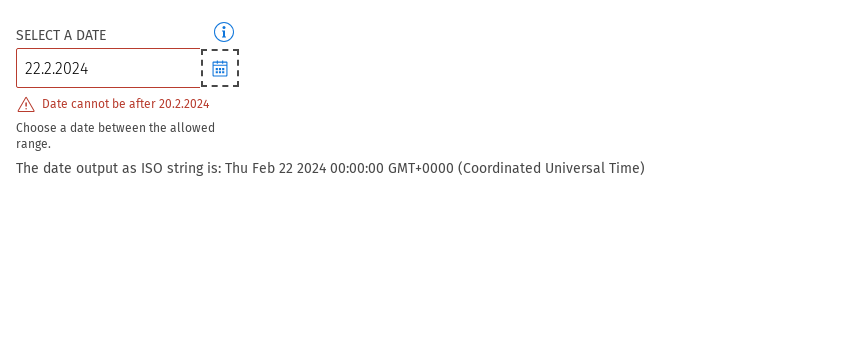 SELECT A DATE
22.2.2024
Date cannot be after 20.2.2024
Choose a date between the allowed
range.
The date output as ISO string is: Thu Feb 22 2024 00:00:00 GMT+0000 (Coordinated Universal Time)